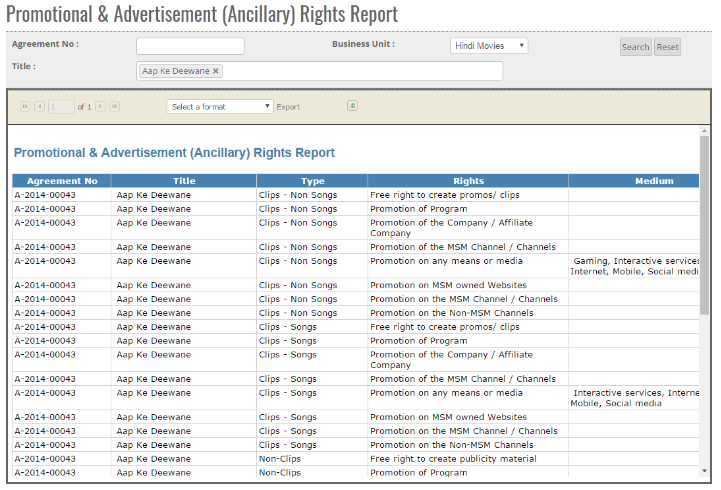 Promotional & Advertisement (Ancillary) Rights Report
Agreement No : Business Unit : Hindi Movies Search Reset
Title : Aap Ke Deewane ×
1 of 1 Select a format Export
Promotional & Advertisement (Ancillary) Rights Report
Agreement No Title Type Rights Medium
A-2014-00043 Aap Ke Deewane Clips - Non Songs Free right to create promos/ clips
A-2014-00043 Aap Ke Deewane Clips - Non Songs Promotion of Program
A-2014-00043 Aap Ke Deewane Clips - Non Songs Promotion of the Company / Affiliate
Company
A-2014-00043 Aap Ke Deewane Clips - Non Songs Promotion of the MSM Channel / Channels
A-2014-00043 Aap Ke Deewane Clips - Non Songs Promotion on any means or media Gaming, Interactive services
Internet, Mobile, Social medi
A-2014-00043 Aap Ke Deewane Clips - Non Songs Promotion on MSM owned Websites
A-2014-00043 Aap Ke Deewane Clips - Non Songs Promotion on the MSM Channel / Channels
A-2014-00043 Aap Ke Deewane Clips - Non Songs Promotion on the Non-MSM Channels
A-2014-00043 Aap Ke Deewane Clips - Songs Free right to create promos/ clips
A-2014-00043 Aap Ke Deewane Clips - Songs Promotion of Program
A-2014-00043 Aap Ke Deewane Clips - Songs Promotion of the Company / Affiliate
Company
A-2014-00043 Aap Ke Deewane Clips - Songs Promotion of the MSM Channel / Channels
A-2014-00043 Aap Ke Deewane Clips - Songs Promotion on any means or media Interactive services, Interne
Mobile, Social media
A-2014-00043 Aap Ke Deewane Clips - Songs Promotion on MSM owned Websites
A-2014-00043 Aap Ke Deewane Clips - Songs Promotion on the MSM Channel / Channels
A-2014-00043 Aap Ke Deewane Clips - Songs Promotion on the Non-MSM Channels
A-2014-00043 Aap Ke Deewane Non-Clips Free right to create publicity material
A-2014-00043 Aap Ke Deewane Non-Clips Promotion of Program